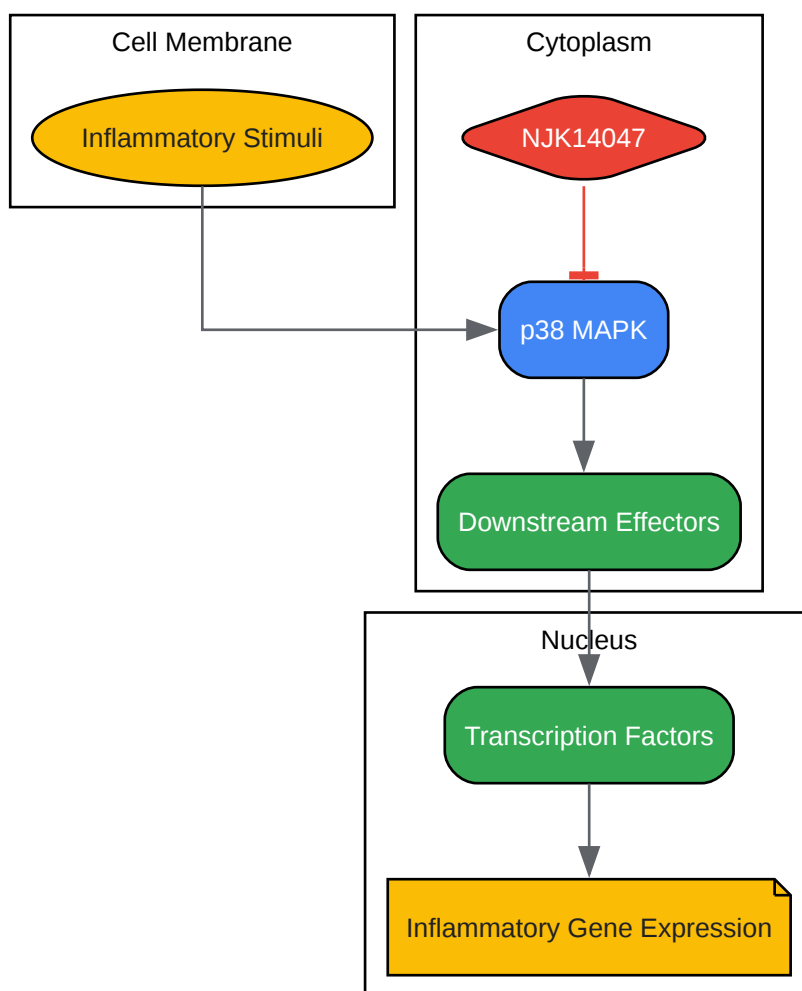 Cell Membrane
Inflammatory Stimuli
Cytoplasm
NJK14047
p38 MAPK
Downstream Effectors
Nucleus
Transcription Factors
Inflammatory Gene Expression